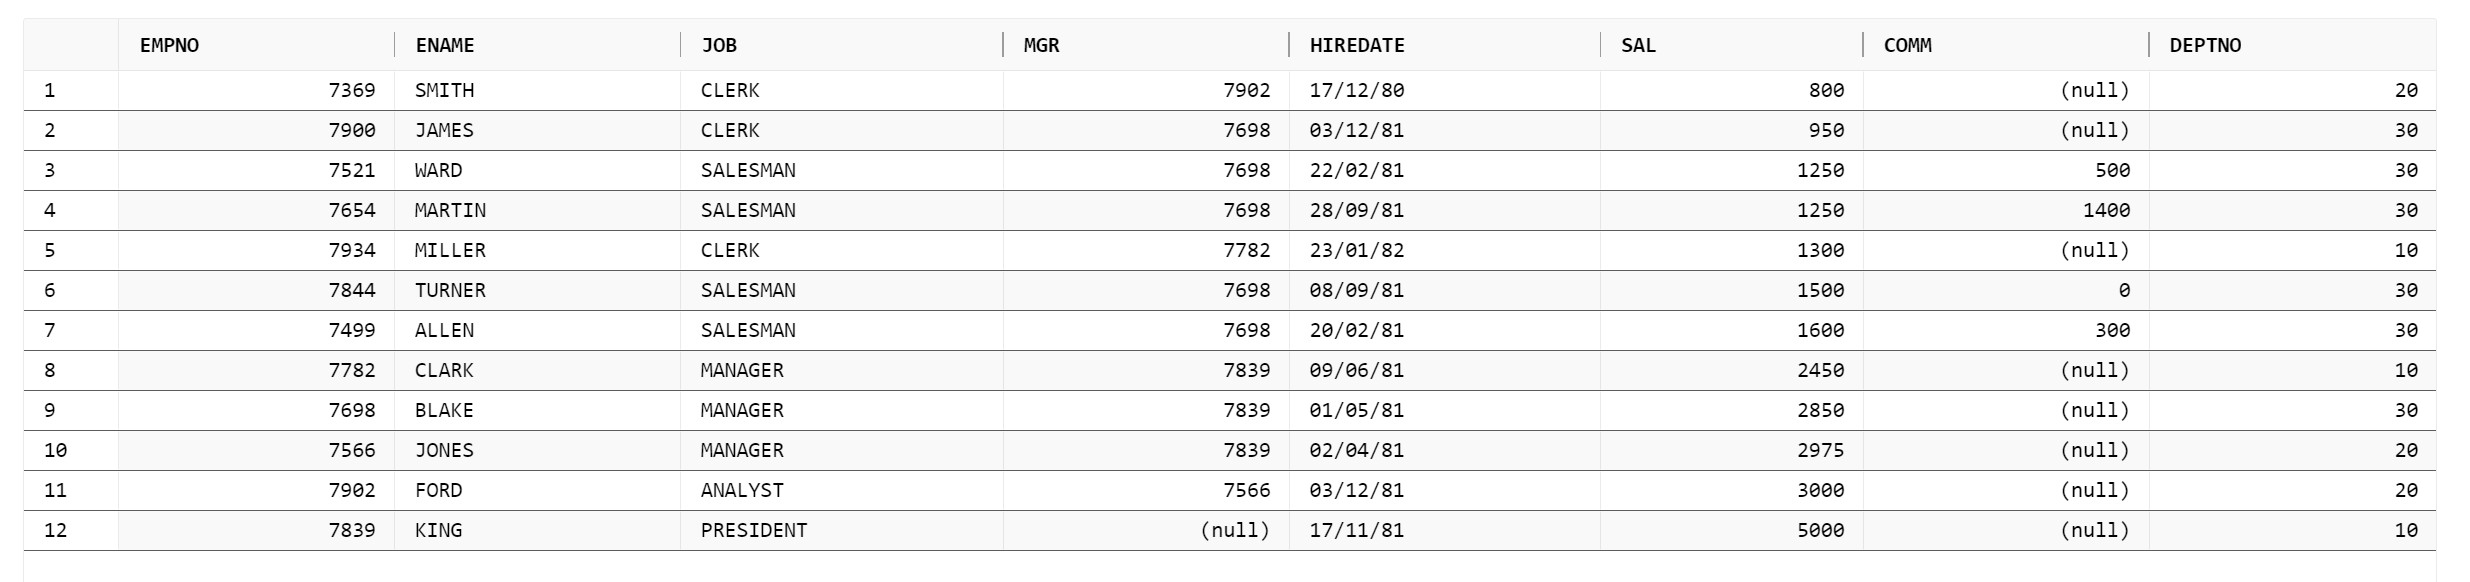 EMPNO ENAME JOB MGR HIREDATE SAL COMM DEPTNO
1 7369 SMITH CLERK 7902 17/12/80 800 (null) 20
2 7900 JAMES CLERK 7698 03/12/81 950 (null) 30
3 7521 WARD SALESMAN 7698 22/02/81 1250 500 30
4 7654 MARTIN SALESMAN 7698 28/09/81 1250 1400 30
5 7934 MILLER CLERK 7782 23/01/82 1300 (null) 10
6 7844 TURNER SALESMAN 7698 08/09/81 1500 0 30
7 7499 ALLEN SALESMAN 7698 20/02/81 1600 300 30
8 7782 CLARK MANAGER 7839 09/06/81 2450 (null) 10
9 7698 BLAKE MANAGER 7839 01/05/81 2850 (null) 30
10 7566 JONES MANAGER 7839 02/04/81 2975 (null) 20
11 7902 FORD ANALYST 7566 03/12/81 3000 (null) 20
12 7839 KING PRESIDENT (null) 17/11/81 5000 (null) 10